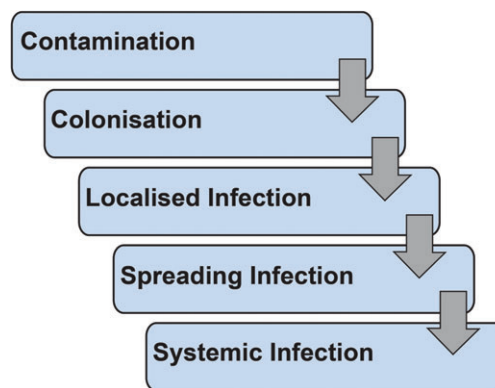 Contamination
Colonisation
Localised Infection
Spreading Infection
Systemic Infection